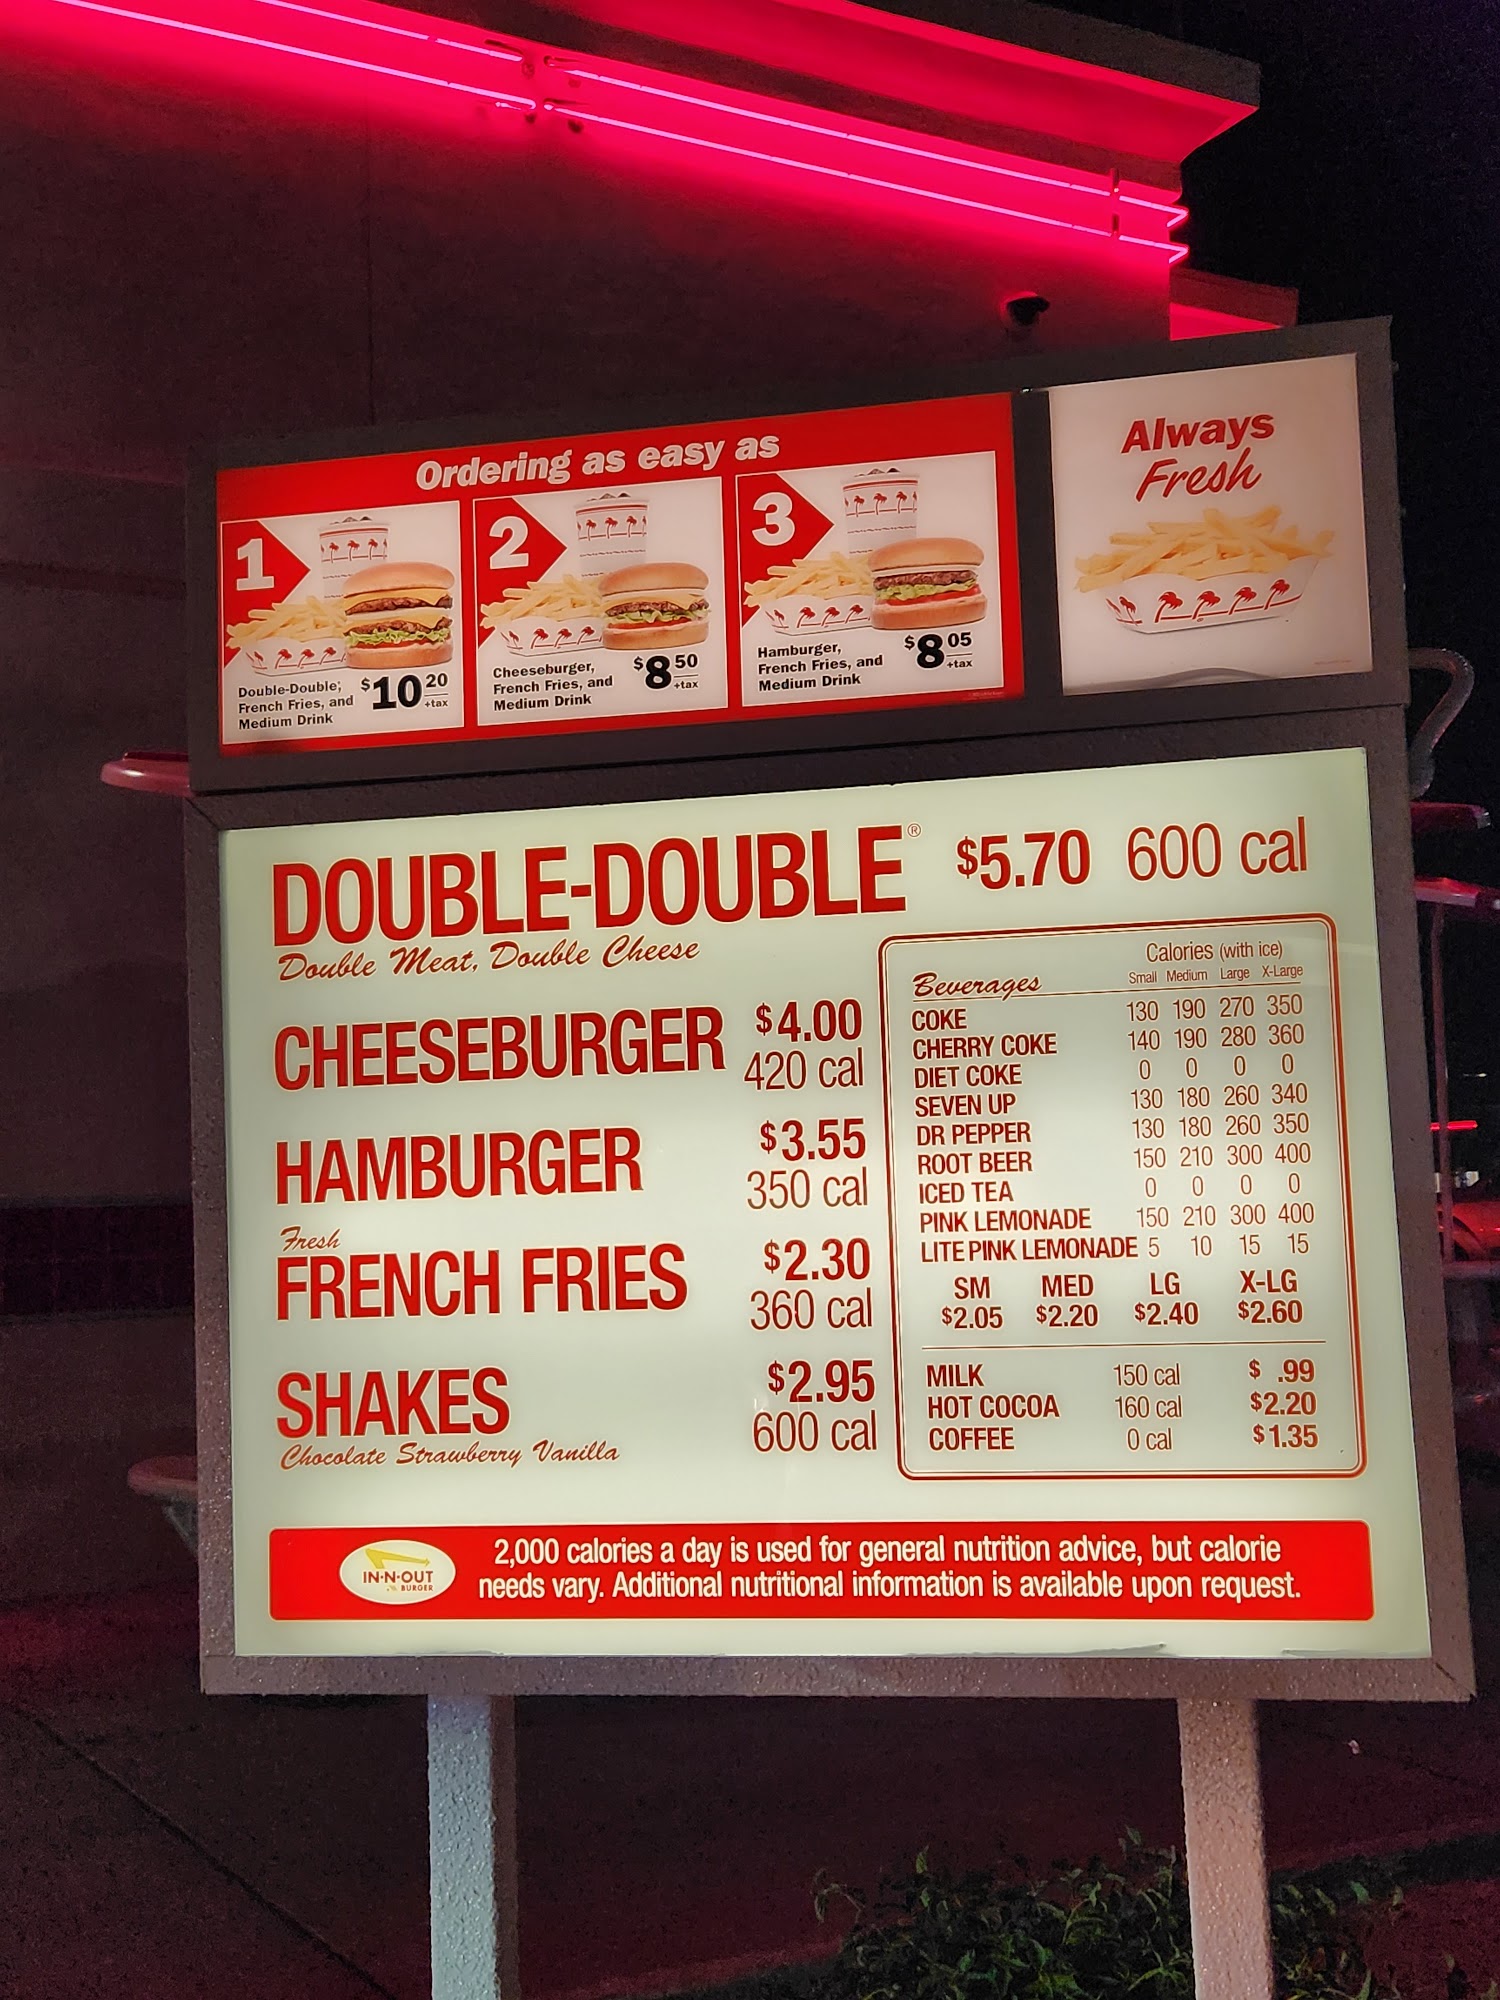 Ordering as easy as
1
Double-Double,®
French Fries, and
Medium Drink
$10 20
+tax
2
Cheeseburger,
French Fries, and
Medium Drink
$8 50
+tax
3
Hamburger,
French Fries, and
Medium Drink
$8 05
+tax
Always
Fresh
DOUBLE-DOUBLE® $5.70 600 cal
Double Meat, Double Cheese
CHEESEBURGER $4.00
420 cal
HAMBURGER $3.55
350 cal
Fresh
FRENCH FRIES $2.30
360 cal
SHAKES $2.95
600 cal
Chocolate Strawberry Vanilla
Calories (with ice)
Beverages Small Medium Large X-Large
COKE 130 190 270 350
CHERRY COKE 140 190 280 360
DIET COKE 0 0 0 0
SEVEN UP 130 180 260 340
DR PEPPER 130 180 260 350
ROOT BEER 150 210 300 400
ICED TEA 0 0 0 0
PINK LEMONADE 150 210 300 400
LITE PINK LEMONADE 5 10 15 15
SM MED LG X-LG
$2.05 $2.20 $2.40 $2.60
MILK 150 cal $ .99
HOT COCOA 160 cal $2.20
COFFEE 0 cal $1.35
IN-N-OUT
BURGER
2,000 calories a day is used for general nutrition advice, but calorie
needs vary. Additional nutritional information is available upon request.